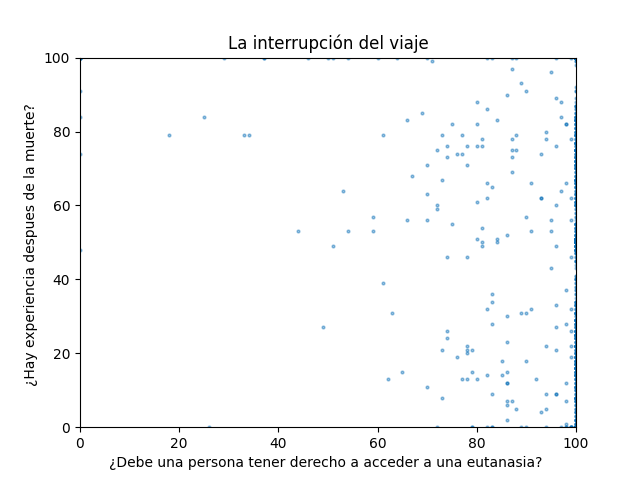 La interrupción del viaje
100
80
60
40
20
0
¿Hay experiencia despues de la muerte?
0 20 40 60 80 100
¿Debe una persona tener derecho a acceder a una eutanasia?